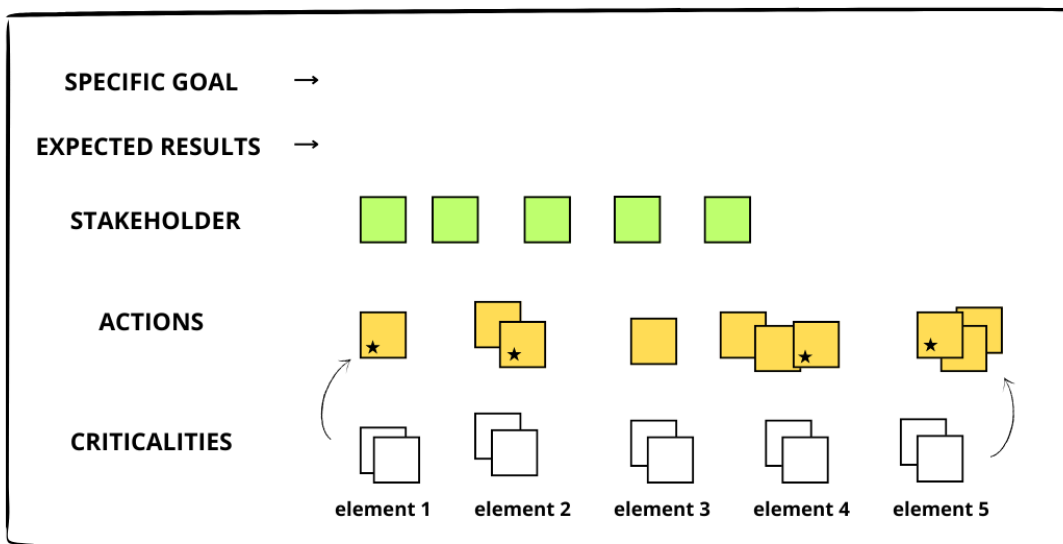 SPECIFIC GOAL →
EXPECTED RESULTS →
STAKEHOLDER
ACTIONS
CRITICALITIES
element 1 element 2 element 3 element 4 element 5